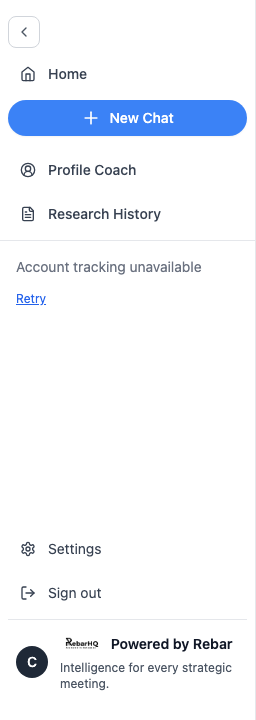 Home
New Chat
Profile Coach
Research History
Account tracking unavailable
Retry
Settings
Sign out
C
RebarHQ
Powered by Rebar
Intelligence for every strategic
meeting.